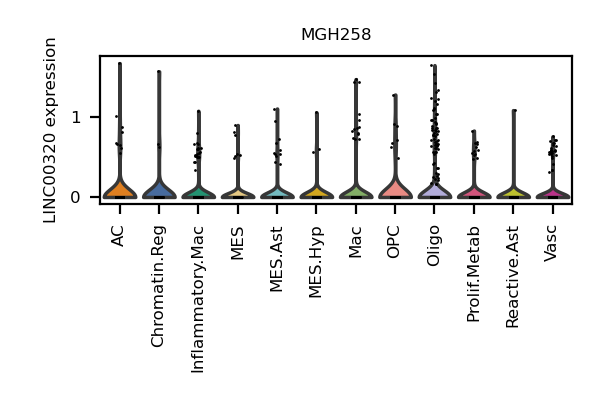 MGH258
LINC00320 expression
1
0
AC
Chromatin.Reg
Inflammatory.Mac
MES
MES.Ast
MES.Hyp
Mac
OPC
Oligo
Prolif.Metab
Reactive.Ast
Vasc